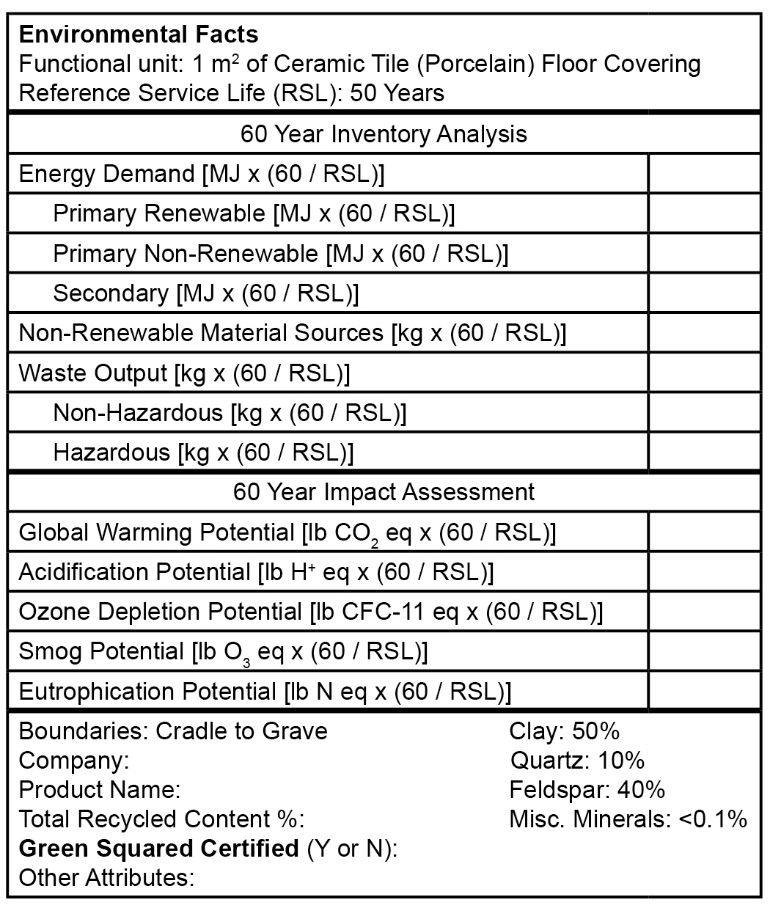 Environmental Facts
Functional unit: 1 m² of Ceramic Tile (Porcelain) Floor Covering
Reference Service Life (RSL): 50 Years
60 Year Inventory Analysis
Energy Demand [MJ x (60 / RSL)]
Primary Renewable [MJ x (60 / RSL)]
Primary Non-Renewable [MJ x (60 / RSL)]
Secondary [MJ x (60 / RSL)]
Non-Renewable Material Sources [kg x (60 / RSL)]
Waste Output [kg x (60 / RSL)]
Non-Hazardous [kg x (60 / RSL)]
Hazardous [kg x (60 / RSL)]
60 Year Impact Assessment
Global Warming Potential [lb CO₂ eq x (60 / RSL)]
Acidification Potential [lb H⁺ eq x (60 / RSL)]
Ozone Depletion Potential [lb CFC-11 eq x (60 / RSL)]
Smog Potential [lb O₃ eq x (60 / RSL)]
Eutrophication Potential [lb N eq x (60 / RSL)]
Boundaries: Cradle to Grave
Company:
Product Name:
Total Recycled Content %:
Green Squared Certified (Y or N):
Other Attributes:
Clay: 50%
Quartz: 10%
Feldspar: 40%
Misc. Minerals: <0.1%